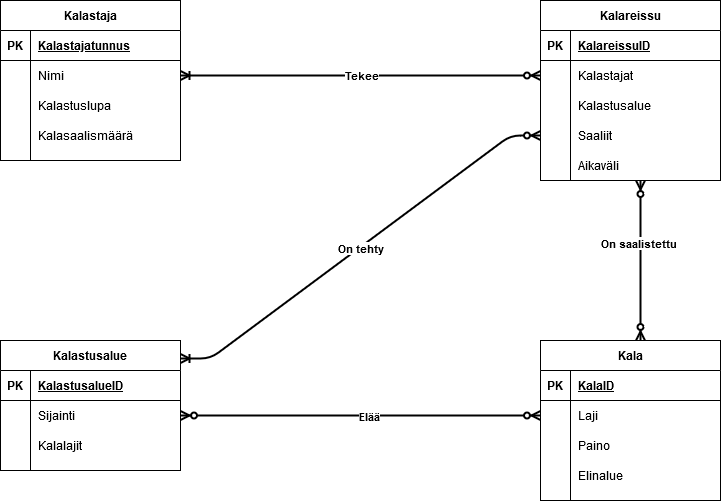 Kalastaja
PK Kalastajatunnus
Nimi
Kalastuslupa
Kalasaalismäärä
Kalareissu
PK KalareissuID
Kalastajat
Kalastusalue
Saaliit
Aikaväli
Tekee
On tehty
On saalistettu
Kalastusalue
PK KalastusalueID
Sijainti
Kalalajit
Elää
Kala
PK KalaID
Laji
Paino
Elinalue